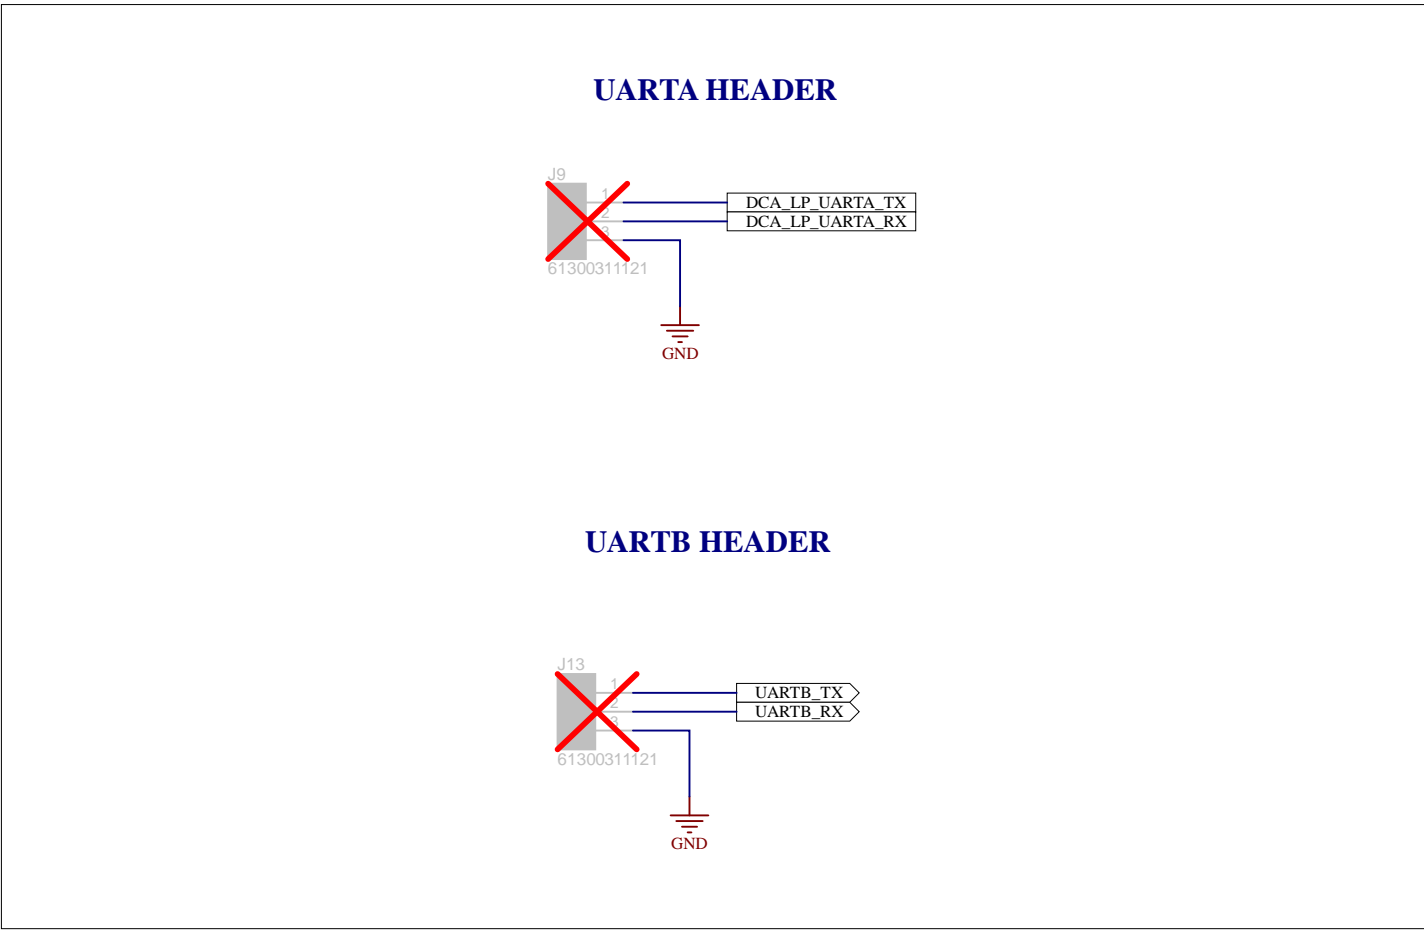 UARTA HEADER
J9
1
DCA_LP_UARTA_TX
2
DCA_LP_UARTA_RX
3
61300311121
GND
UARTB HEADER
J13
1
UARTB_TX
2
UARTB_RX
3
61300311121
GND